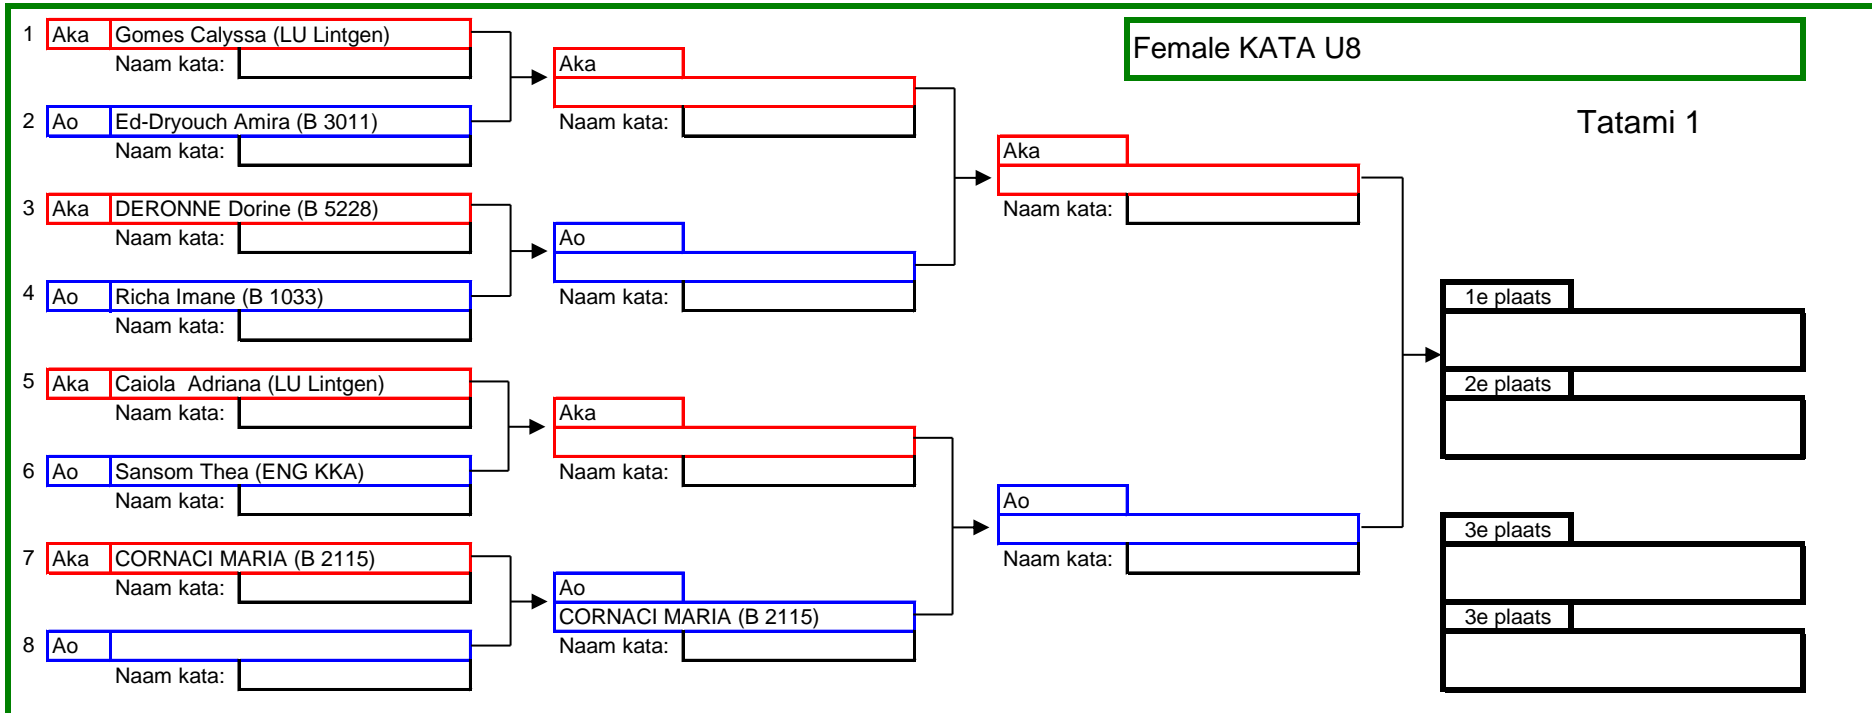 1 Aka Gomes Calyssa (LU Lintgen)
Naam kata:
2 Ao Ed-Dryouch Amira (B 3011)
Naam kata:
3 Aka DERONNE Dorine (B 5228)
Naam kata:
4 Ao Richa Imane (B 1033)
Naam kata:
5 Aka Caiola  Adriana (LU Lintgen)
Naam kata:
6 Ao Sansom Thea (ENG KKA)
Naam kata:
7 Aka CORNACI MARIA (B 2115)
Naam kata:
8 Ao
Naam kata:
Aka
Naam kata:
Ao
Naam kata:
Aka
Naam kata:
Ao
CORNACI MARIA (B 2115)
Naam kata:
Aka
Naam kata:
Ao
Naam kata:
Female KATA U8
Tatami 1
1e plaats
2e plaats
3e plaats
3e plaats